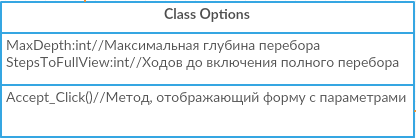 Class Options
MaxDepth:int//Максимальная глубина перебора
StepsToFullView:int//Ходов до включения полного перебора
Accept_Click()//Метод, отображающий форму с параметрами